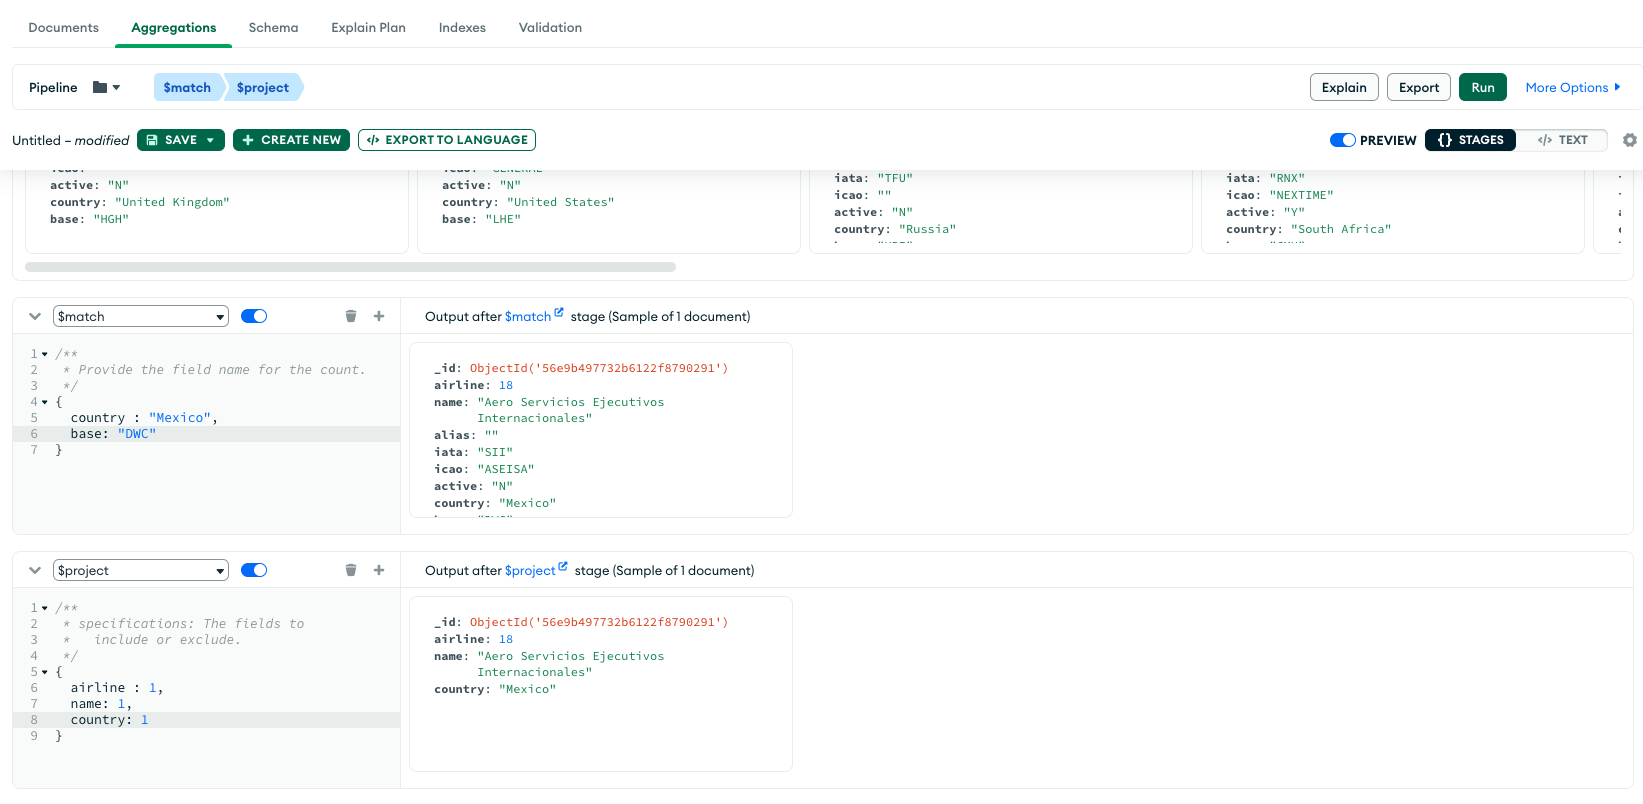 Documents Aggregations Schema Explain Plan Indexes Validation
Pipeline $match $project Explain Export Run More Options
Untitled – modified SAVE CREATE NEW </> EXPORT TO LANGUAGE PREVIEW {} STAGES </> TEXT
active: "N"
country: "United Kingdom"
base: "HGH"
active: "N"
country: "United States"
base: "LHE"
iata: "TFU"
icao: ""
active: "N"
country: "Russia"
iata: "RNX"
icao: "NEXTIME"
active: "Y"
country: "South Africa"
$match
1 /**
2 * Provide the field name for the count.
3 */
4 {
5 country : "Mexico",
6 base: "DWC"
7 }
Output after $match stage (Sample of 1 document)
_id: ObjectId('56e9b497732b6122f8790291')
airline: 18
name: "Aero Servicios Ejecutivos
Internacionales"
alias: ""
iata: "SII"
icao: "ASEISA"
active: "N"
country: "Mexico"
$project
1 /**
2 * specifications: The fields to
3 * include or exclude.
4 */
5 {
6 airline : 1,
7 name: 1,
8 country: 1
9 }
Output after $project stage (Sample of 1 document)
_id: ObjectId('56e9b497732b6122f8790291')
airline: 18
name: "Aero Servicios Ejecutivos
Internacionales"
country: "Mexico"